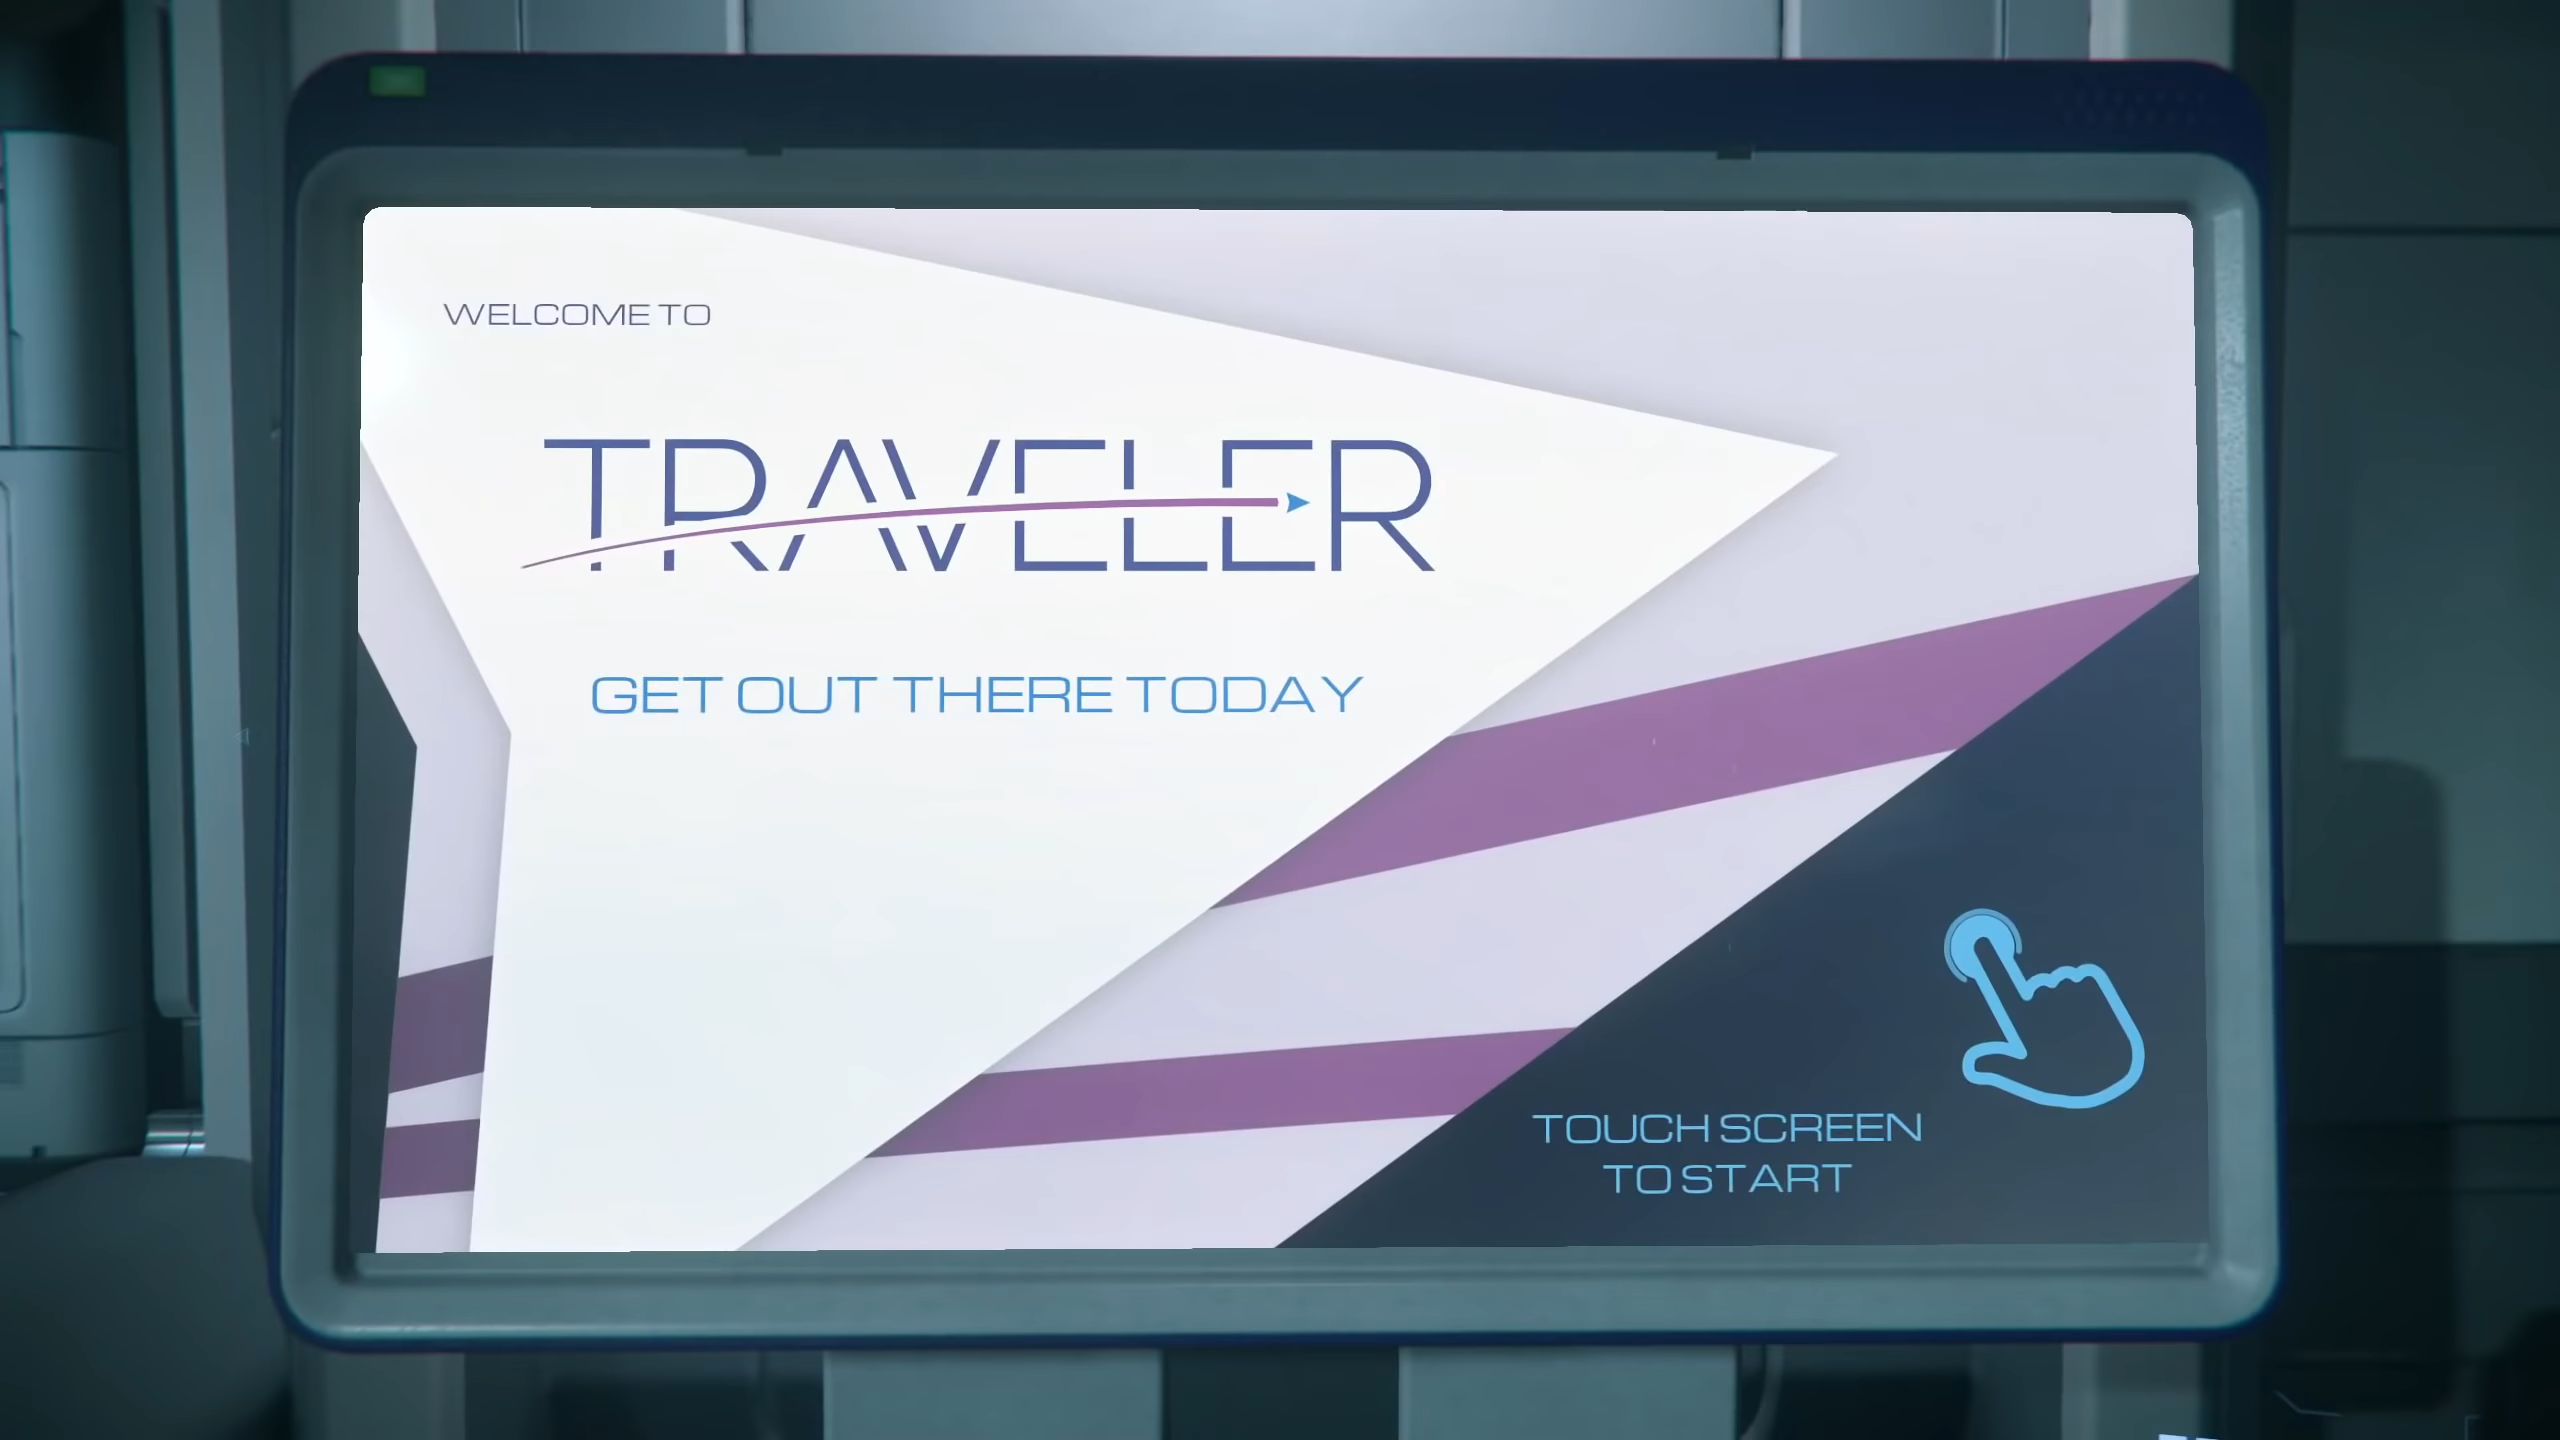 WELCOME TO
TRAVELER
GET OUT THERE TODAY
TOUCH SCREEN
TO START